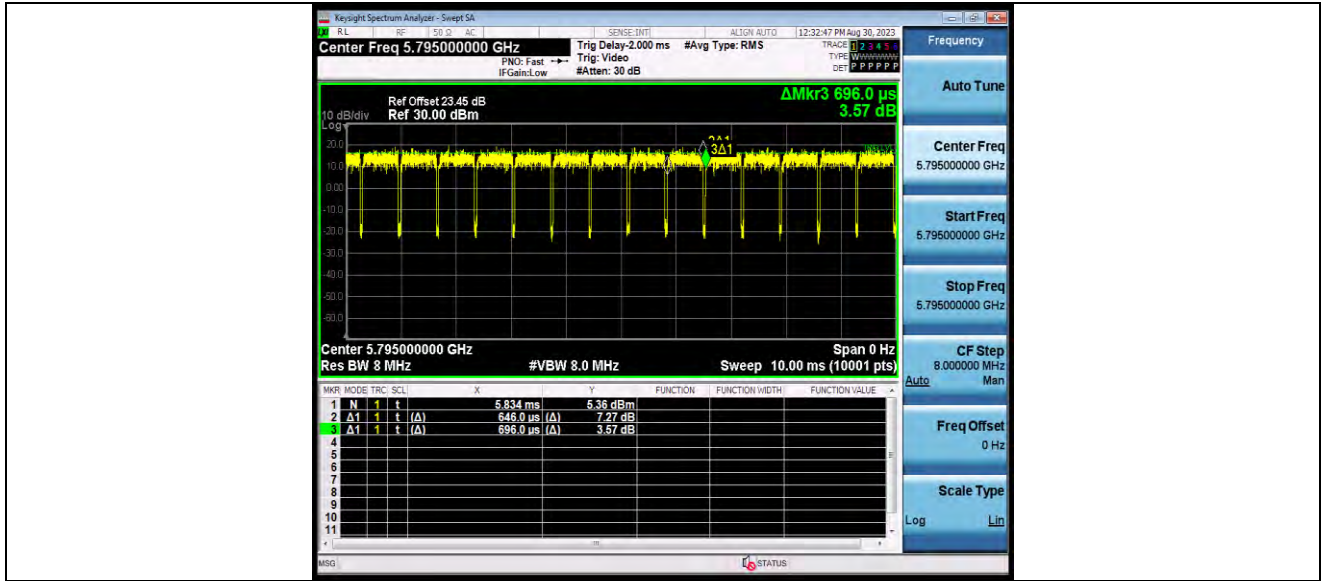 Keysight Spectrum Analyzer - Swept SA
RL RF 50 Ω AC SENSE:INT ALIGN AUTO 12:32:47 PM Aug 30, 2023
Center Freq 5.795000000 GHz
Trig Delay-2.000 ms #Avg Type: RMS
TRACE 1 2 3 4 5 6
PNO: Fast Trig: Video
TYPE WWWWWW
IFGain:Low #Atten: 30 dB
DET P P P P P P
ΔMkr3 696.0 µs
3.57 dB
Ref Offset 23.45 dB
10 dB/div Ref 30.00 dBm
Log
20.0
10.0
0.00
-10.0
-20.0
-30.0
-40.0
-50.0
-60.0
3Δ1
Center 5.795000000 GHz Span 0 Hz
Res BW 8 MHz #VBW 8.0 MHz Sweep 10.00 ms (10001 pts)
MKR MODE TRC SCL X Y FUNCTION FUNCTION WIDTH FUNCTION VALUE
1 N 1 t 5.834 ms 5.36 dBm
2 Δ1 1 t (Δ) 646.0 µs (Δ) 7.27 dB
3 Δ1 1 t (Δ) 696.0 µs (Δ) 3.57 dB
4
5
6
7
8
9
10
11
MSG STATUS
Frequency
Auto Tune
Center Freq
5.795000000 GHz
Start Freq
5.795000000 GHz
Stop Freq
5.795000000 GHz
CF Step
8.000000 MHz
Auto Man
Freq Offset
0 Hz
Scale Type
Log Lin